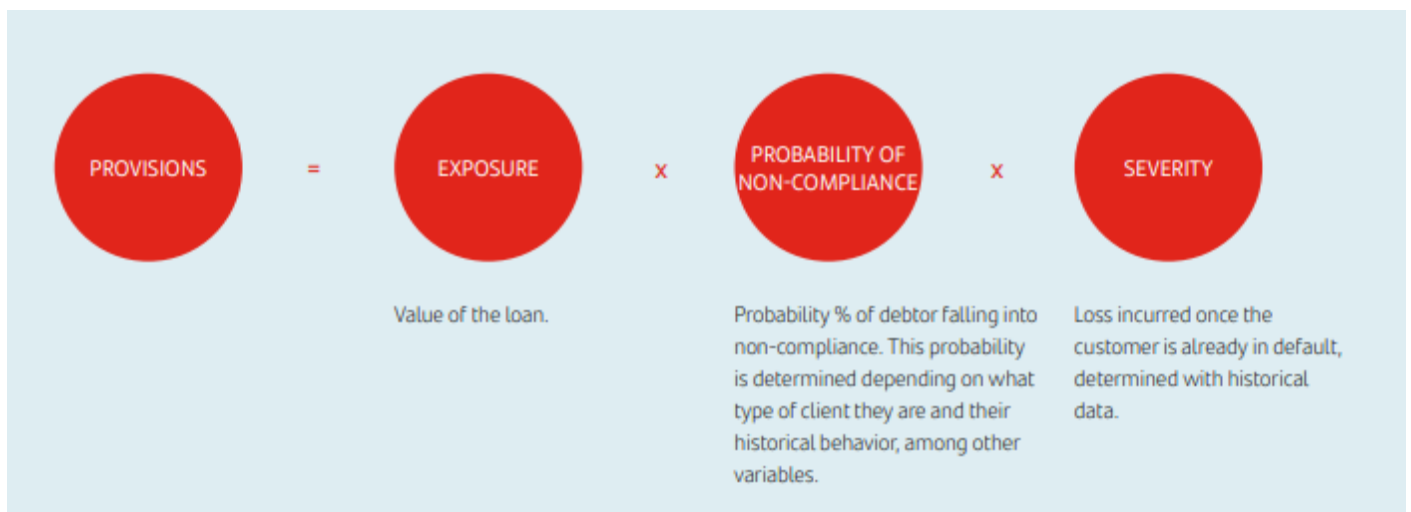 PROVISIONS
=
EXPOSURE
x
PROBABILITY OF
NON-COMPLIANCE
x
SEVERITY
Value of the loan.
Probability % of debtor falling into
non-compliance. This probability
is determined depending on what
type of client they are and their
historical behavior, among other
variables.
Loss incurred once the
customer is already in default,
determined with historical
data.